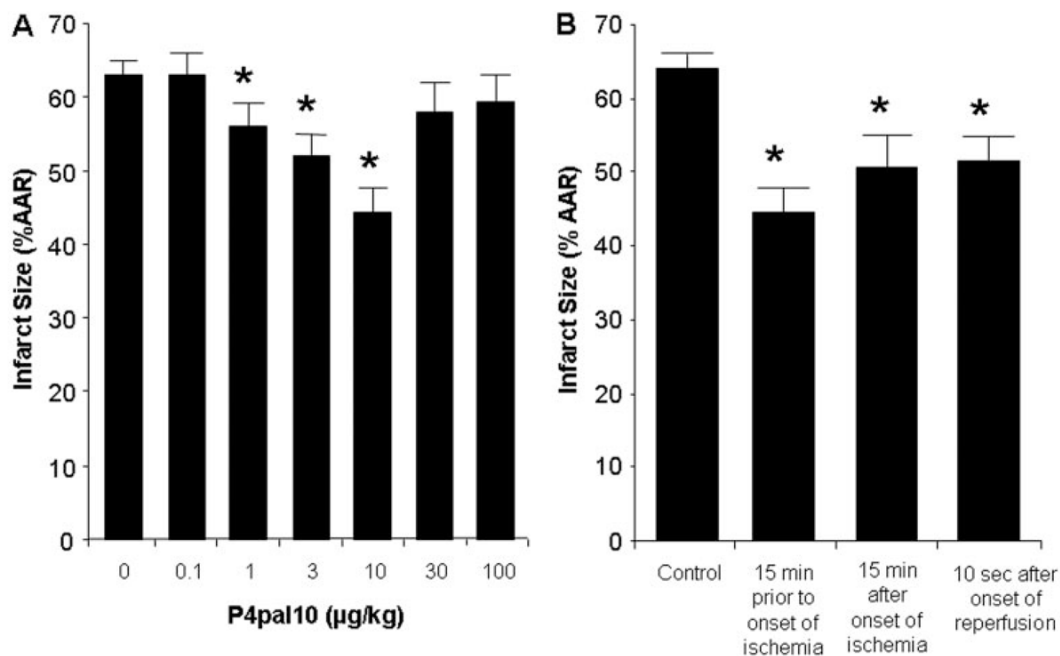 A
70
60
50
40
30
20
10
0
Infarct Size (%AAR)
*
*
*
0 0.1 1 3 10 30 100
P4pal10 (µg/kg)
B
70
60
50
40
30
20
10
0
Infarct Size (% AAR)
*
*
*
Control
15 min
prior to
onset of
ischemia
15 min
after
onset of
ischemia
10 sec after
onset of
reperfusion